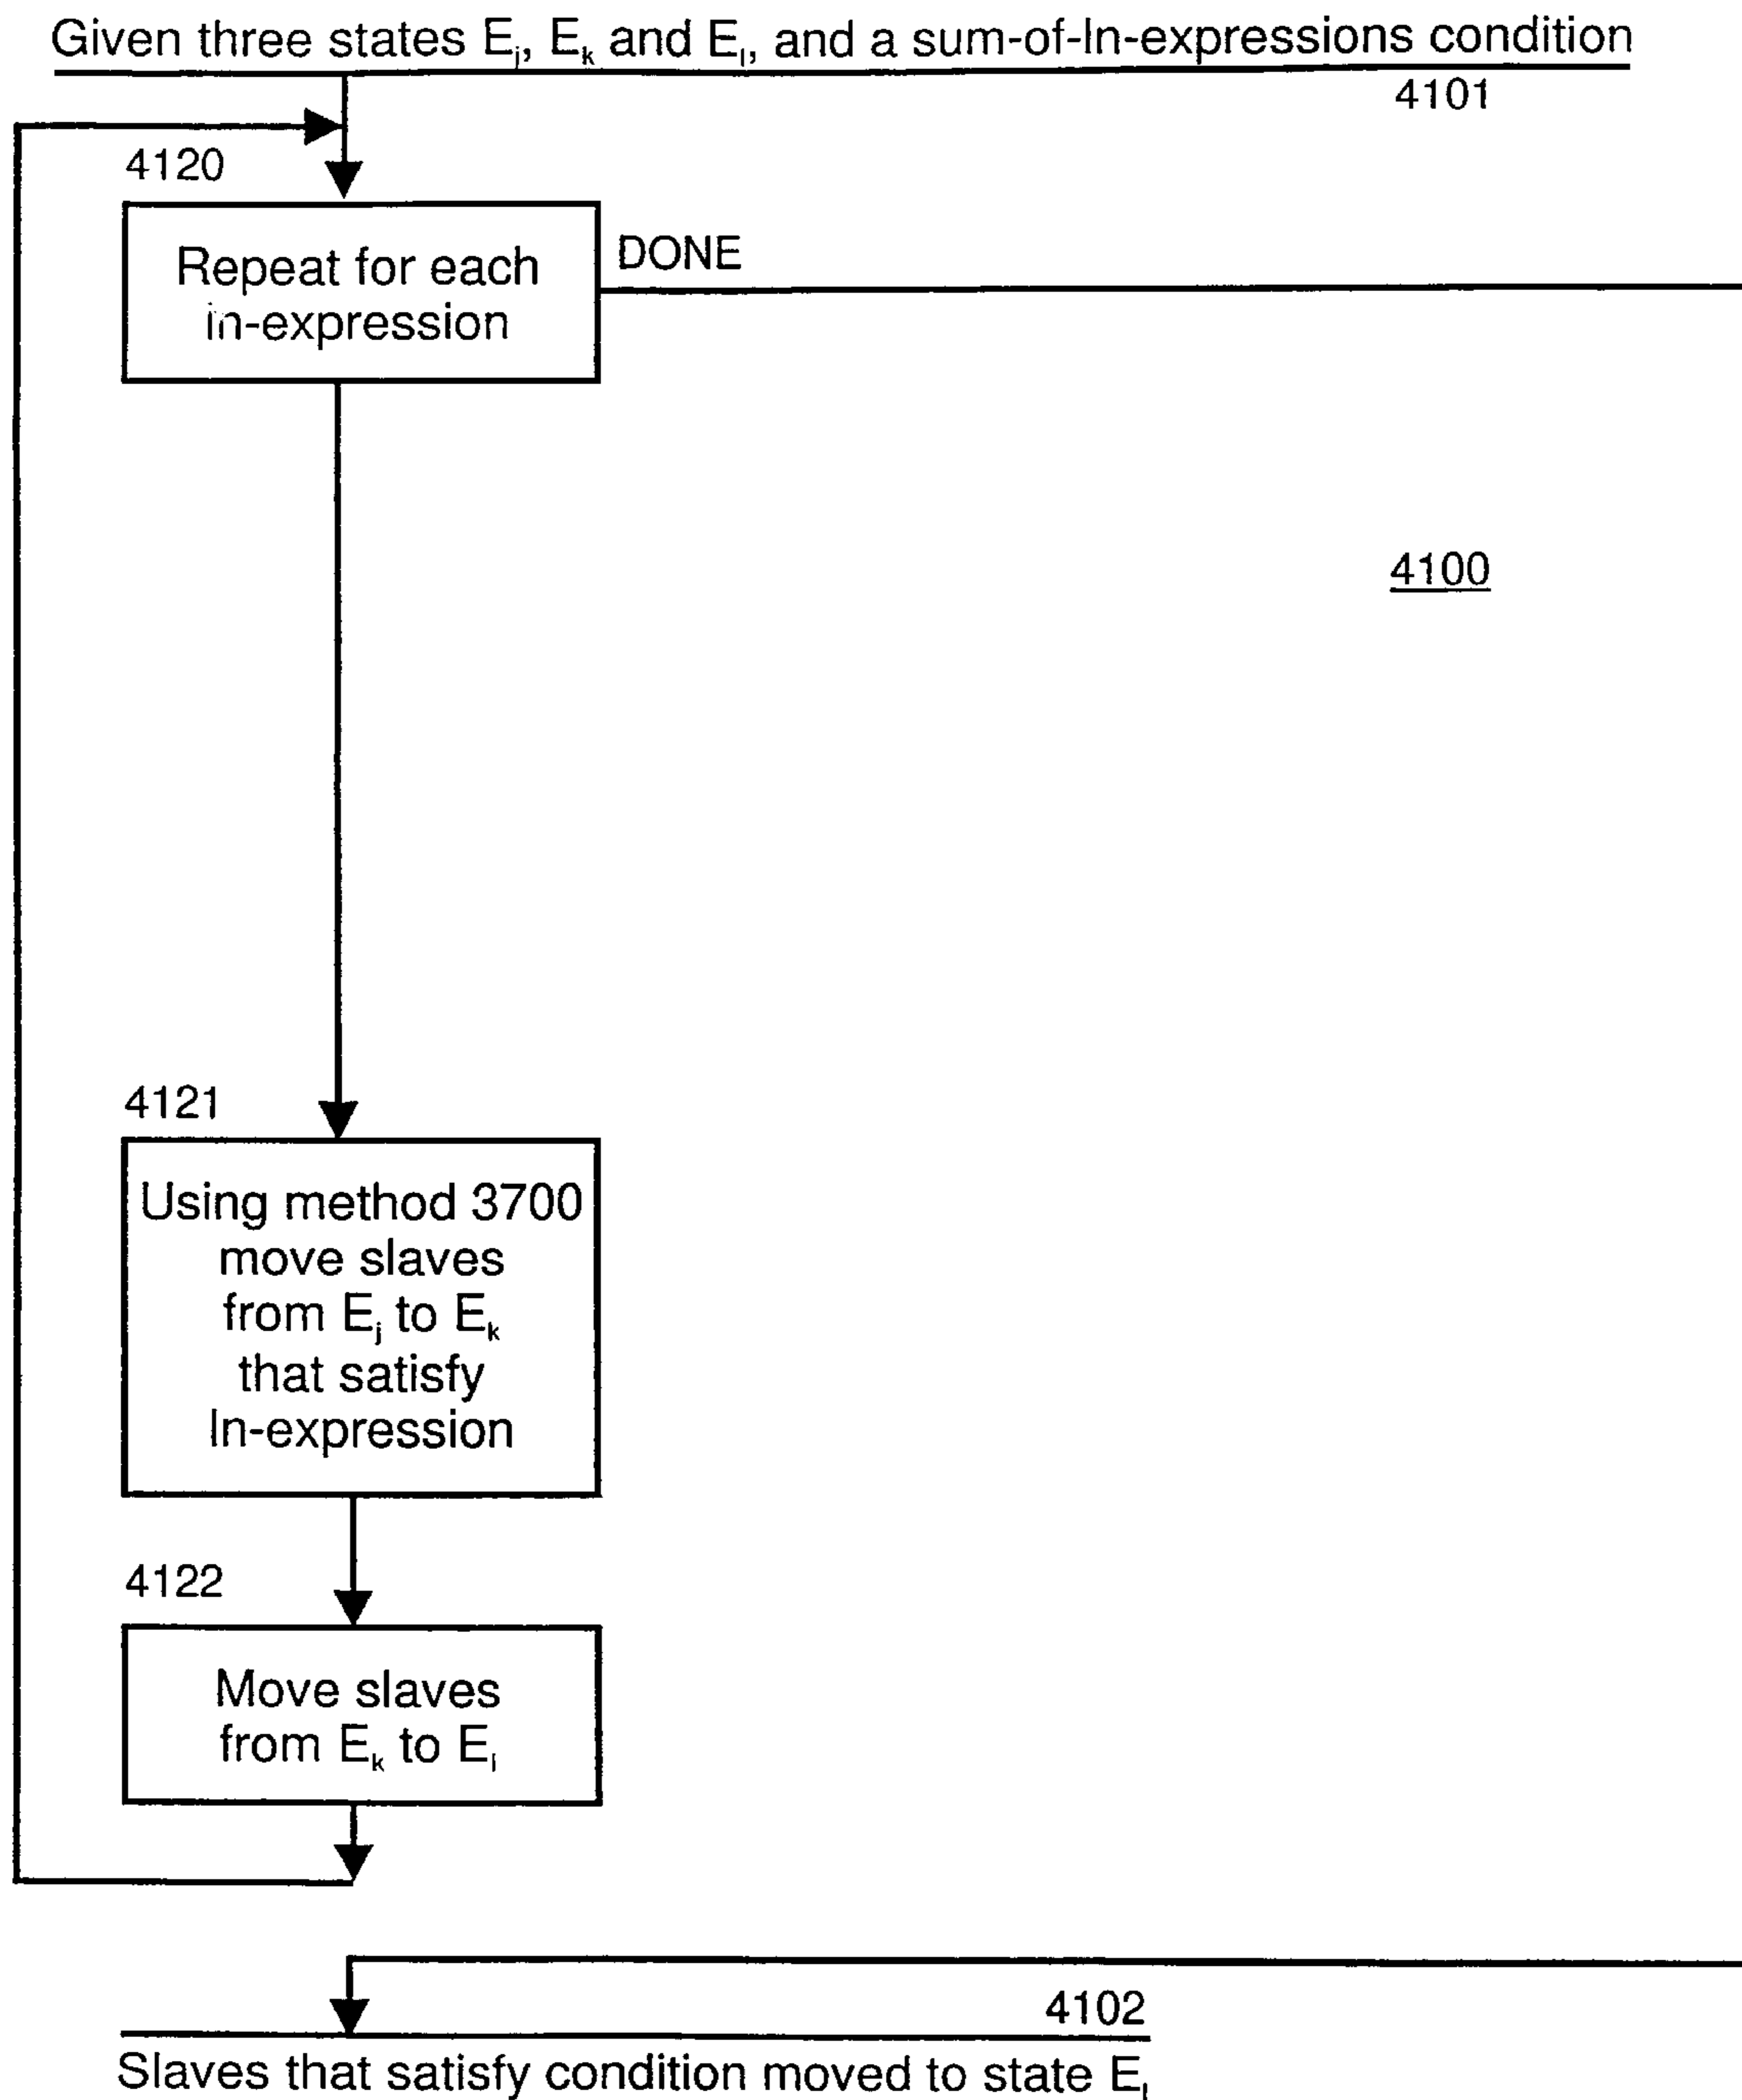 Given three states Ej, Ek and El, and a sum-of-In-expressions condition
4101
4120
Repeat for each
in-expression
DONE
4100
4121
Using method 3700
move slaves
from Ej to Ek
that satisfy
In-expression
4122
Move slaves
from Ek to El
4102
Slaves that satisfy condition moved to state El